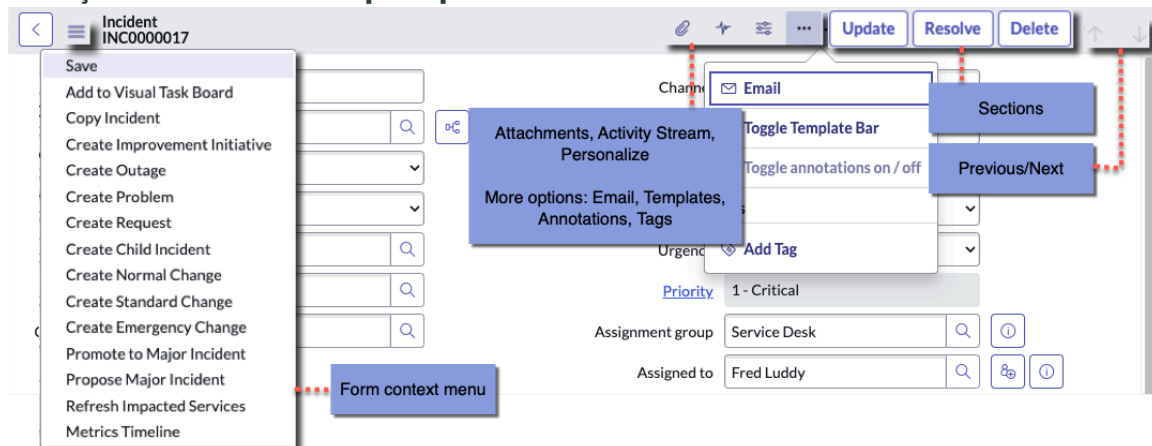 Incident
INC0000017
Update
Resolve
Delete
Save
Add to Visual Task Board
Copy Incident
Create Improvement Initiative
Create Outage
Create Problem
Create Request
Create Child Incident
Create Normal Change
Create Standard Change
Create Emergency Change
Promote to Major Incident
Propose Major Incident
Refresh Impacted Services
Metrics Timeline
Form context menu
Attachments, Activity Stream,
Personalize
More options: Email, Templates,
Annotations, Tags
Email
Toggle Template Bar
Toggle annotations on / off
Add Tag
Sections
Previous/Next
Priority
1 - Critical
Assignment group
Service Desk
Assigned to
Fred Luddy